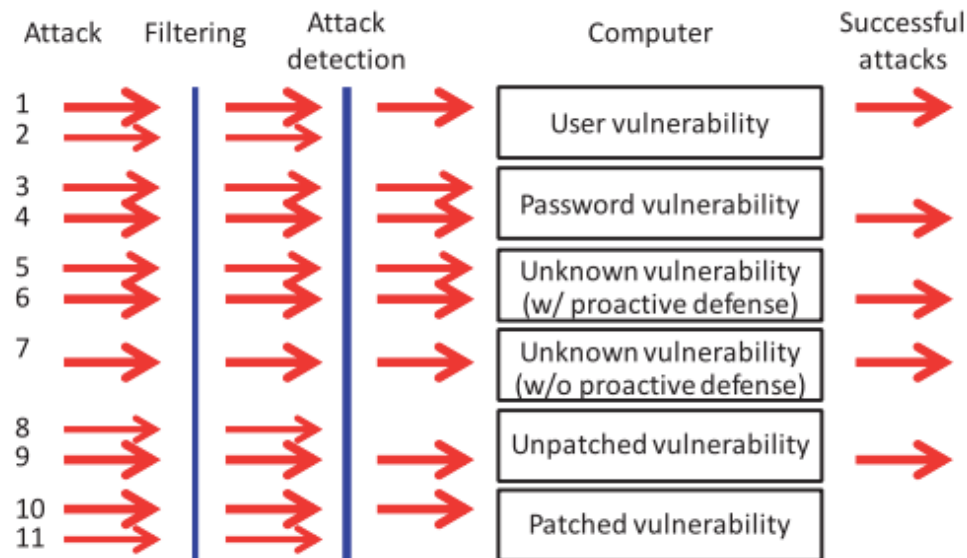 Attack Filtering Attack detection Computer Successful attacks
1
2
User vulnerability
3
4
Password vulnerability
5
6
Unknown vulnerability
(w/ proactive defense)
7
Unknown vulnerability
(w/o proactive defense)
8
9
Unpatched vulnerability
10
11
Patched vulnerability